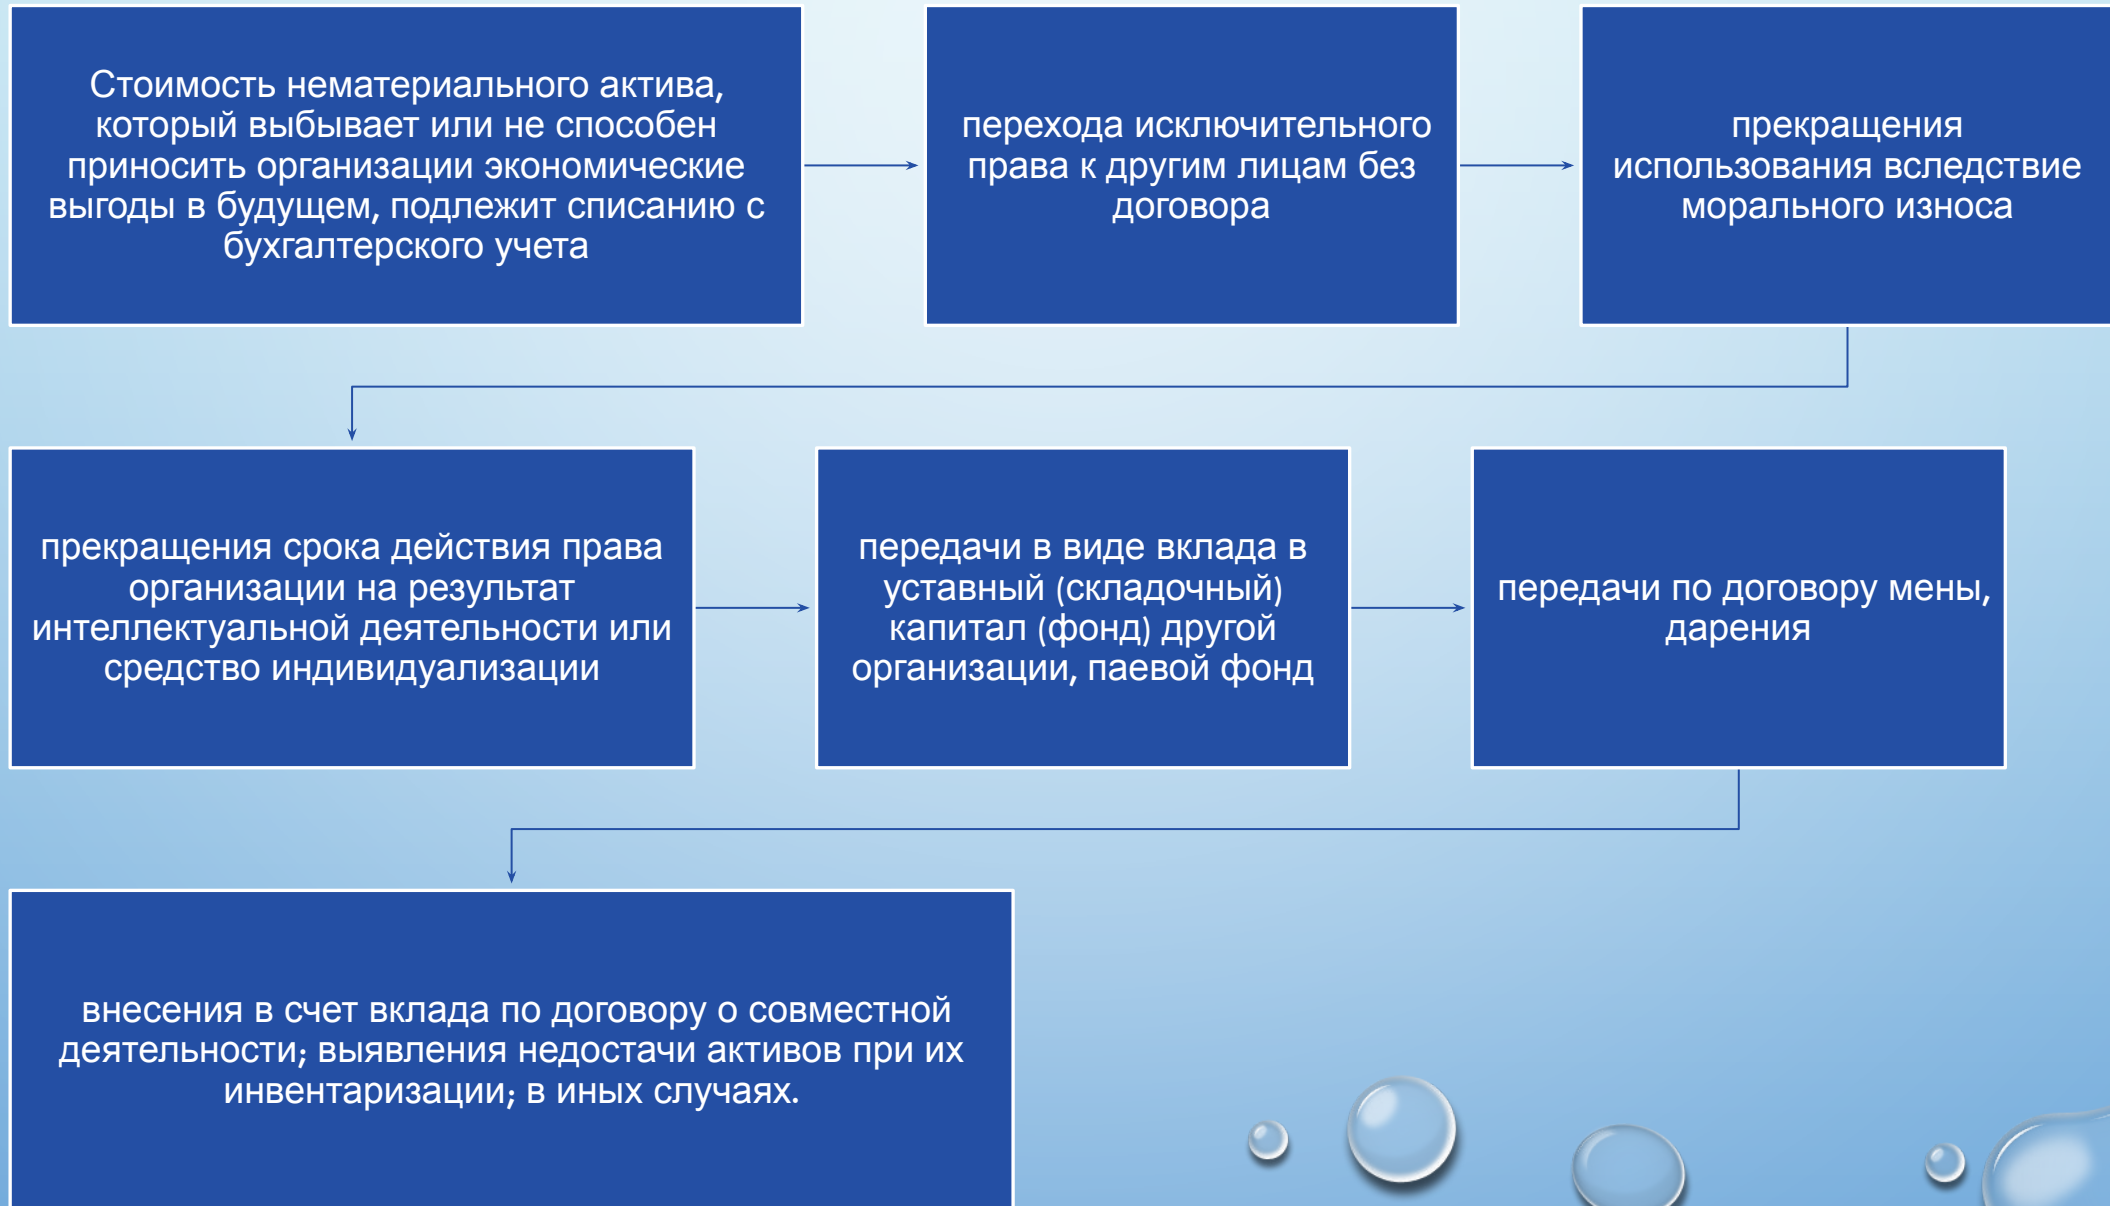 Стоимость нематериального актива,
который выбывает или не способен
приносить организации экономические
выгоды в будущем, подлежит списанию с
бухгалтерского учета
перехода исключительного
права к другим лицам без
договора
прекращения
использования вследствие
морального износа
прекращения срока действия права
организации на результат
интеллектуальной деятельности или
средство индивидуализации
передачи в виде вклада в
уставный (складочный)
капитал (фонд) другой
организации, паевой фонд
передачи по договору мены,
дарения
внесения в счет вклада по договору о совместной
деятельности; выявления недостачи активов при их
инвентаризации; в иных случаях.